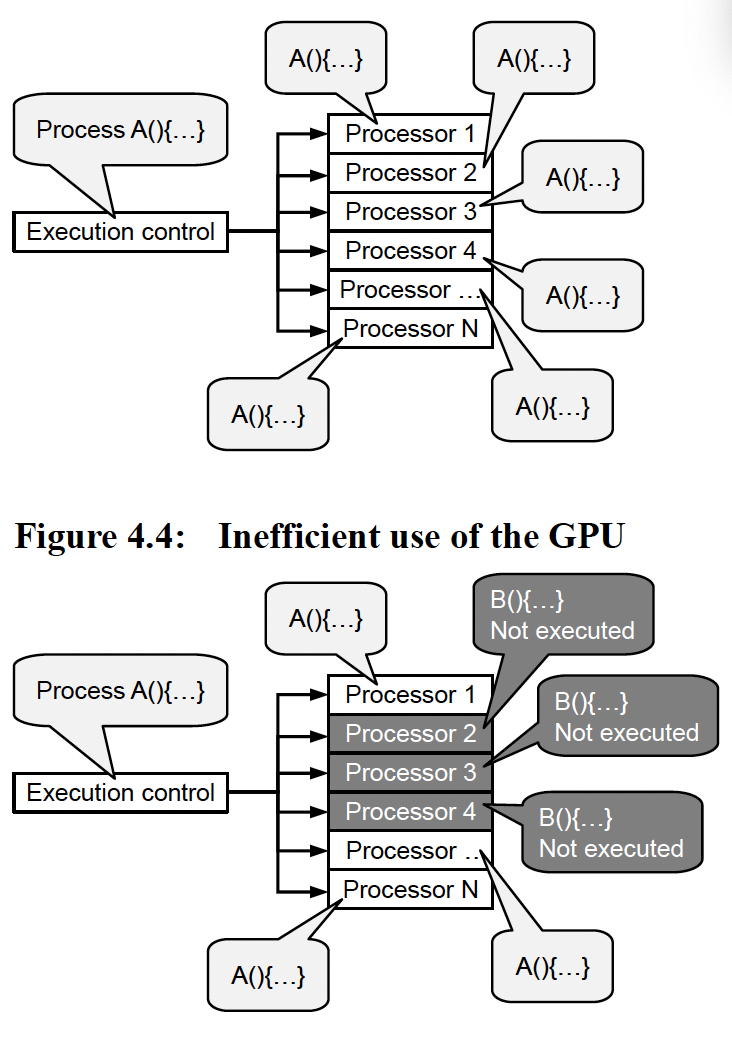 A(){...}
A(){...}
Process A(){...}
Processor 1
Processor 2
A(){...}
Processor 3
Execution control
Processor 4
Processor ...
A(){...}
Processor N
A(){...}
A(){...}
Figure 4.4: Inefficient use of the GPU
B(){...}
Not executed
A(){...}
Process A(){...}
Processor 1
B(){...}
Not executed
Processor 2
Processor 3
Execution control
Processor 4
B(){...}
Not executed
Processor ..
Processor N
A(){...}
A(){...}